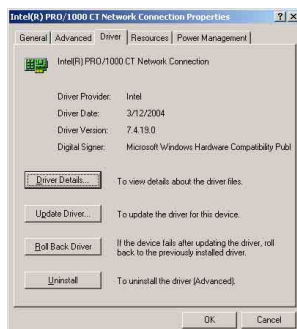 Intel(R) PRO/1000 CT Network Connection Properties
General Advanced Driver Resources Power Management
Intel(R) PRO/1000 CT Network Connection
Driver Provider: Intel
Driver Date: 3/12/2004
Driver Version: 7.4.19.0
Digital Signer: Microsoft Windows Hardware Compatibility Publ
Driver Details... To view details about the driver files.
Update Driver... To update the driver for this device.
Roll Back Driver If the device fails after updating the driver, roll
back to the previously installed driver.
Uninstall To uninstall the driver (Advanced).
OK Cancel